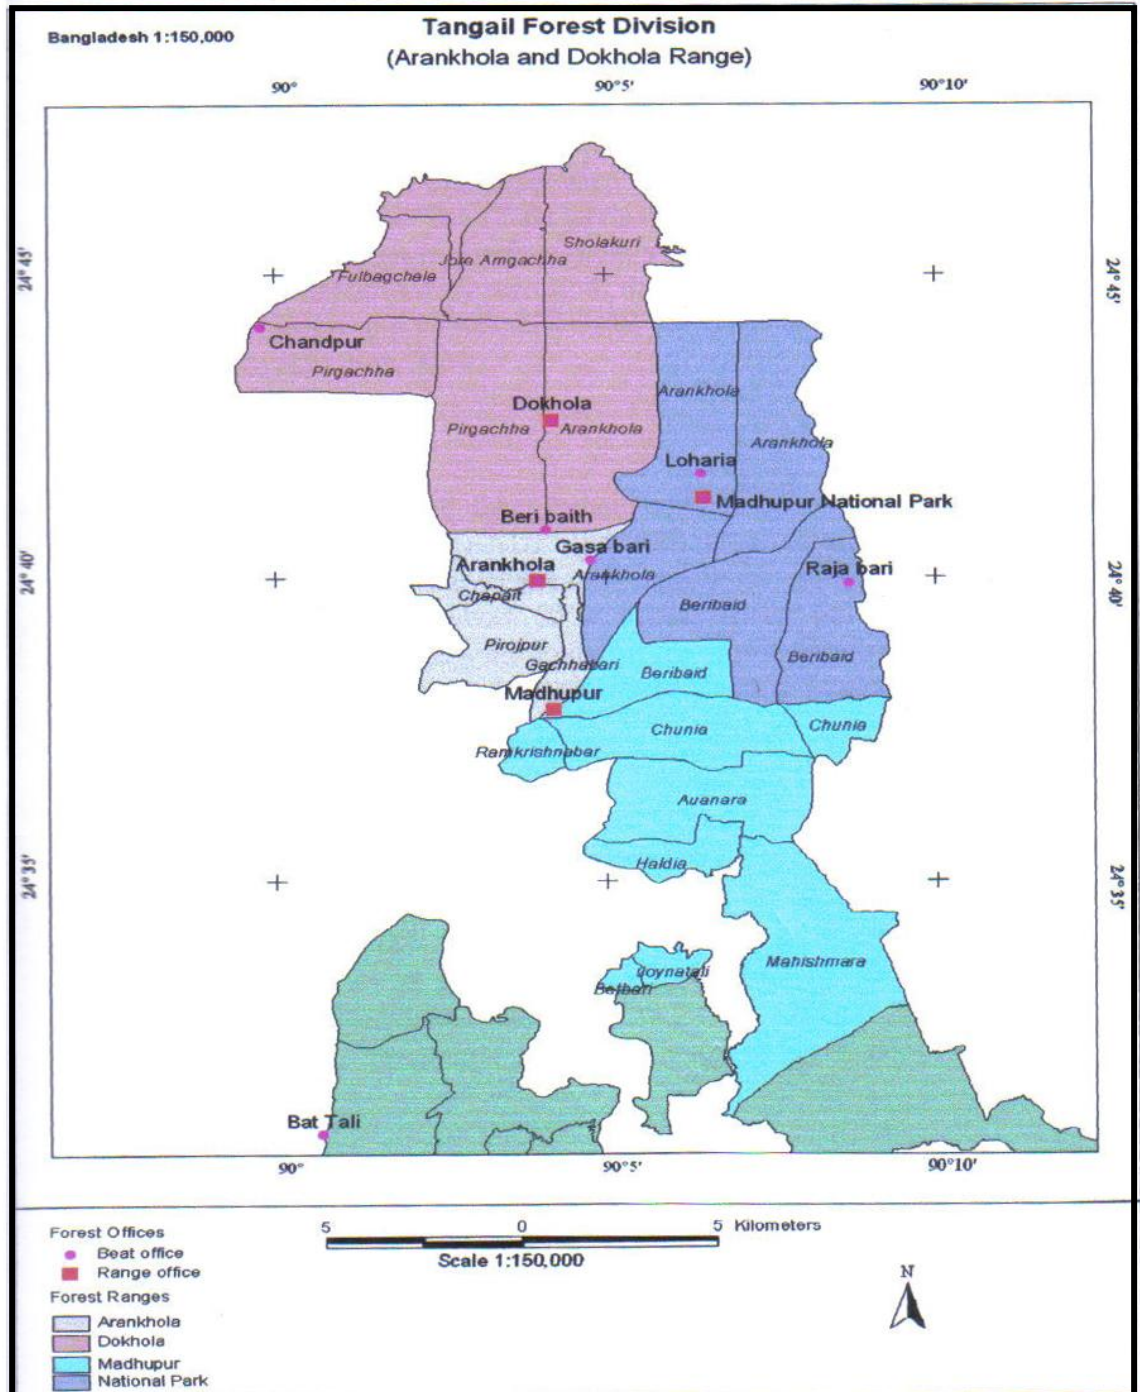 Tangail Forest Division
Bangladesh 1:150,000
(Arankhola and Dokhola Range)
90° 90°5' 90°10'
Sholakuri
24°45' Jora Amgachha 24°45'
Fulbagchala
Chandpur
Pirgachha Arankhola
Dokhola
Pirgachha Arankhola Arankhola
Loharia
Madhupur National Park
Beri baith
Gasa bari
24°40' Arankhola Arankhola Raja bari 24°40'
Chapait Beribaid
Pirojpur Beribaid
Gachhabari Beribaid
Madhupur
Chunia Chunia
Ramkrishnabar
Auanara
24°35' Haldia 24°35'
Mahishmara
Joynatali
Batbari
Bat Tali
90° 90°5' 90°10'
Forest Offices
5 0 5 Kilometers
Beat office
Scale 1:150,000
Range office
N
Forest Ranges
Arankhola
Dokhola
Madhupur
National Park